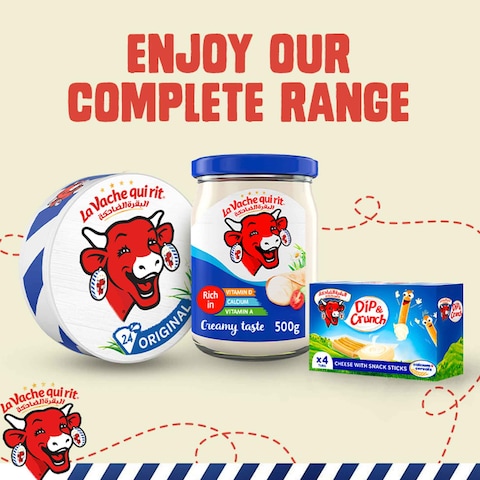 ENJOY OUR
COMPLETE RANGE
La Vache qui rit
البقرة الضاحكة
24
ORIGINAL
La Vache qui rit
البقرة الضاحكة
Rich in
VITAMIN D
CALCIUM
VITAMIN A
Creamy taste
500g
Dip &
Crunch
x4
CHEESE WITH SNACK STICKS
La Vache qui rit
البقرة الضاحكة